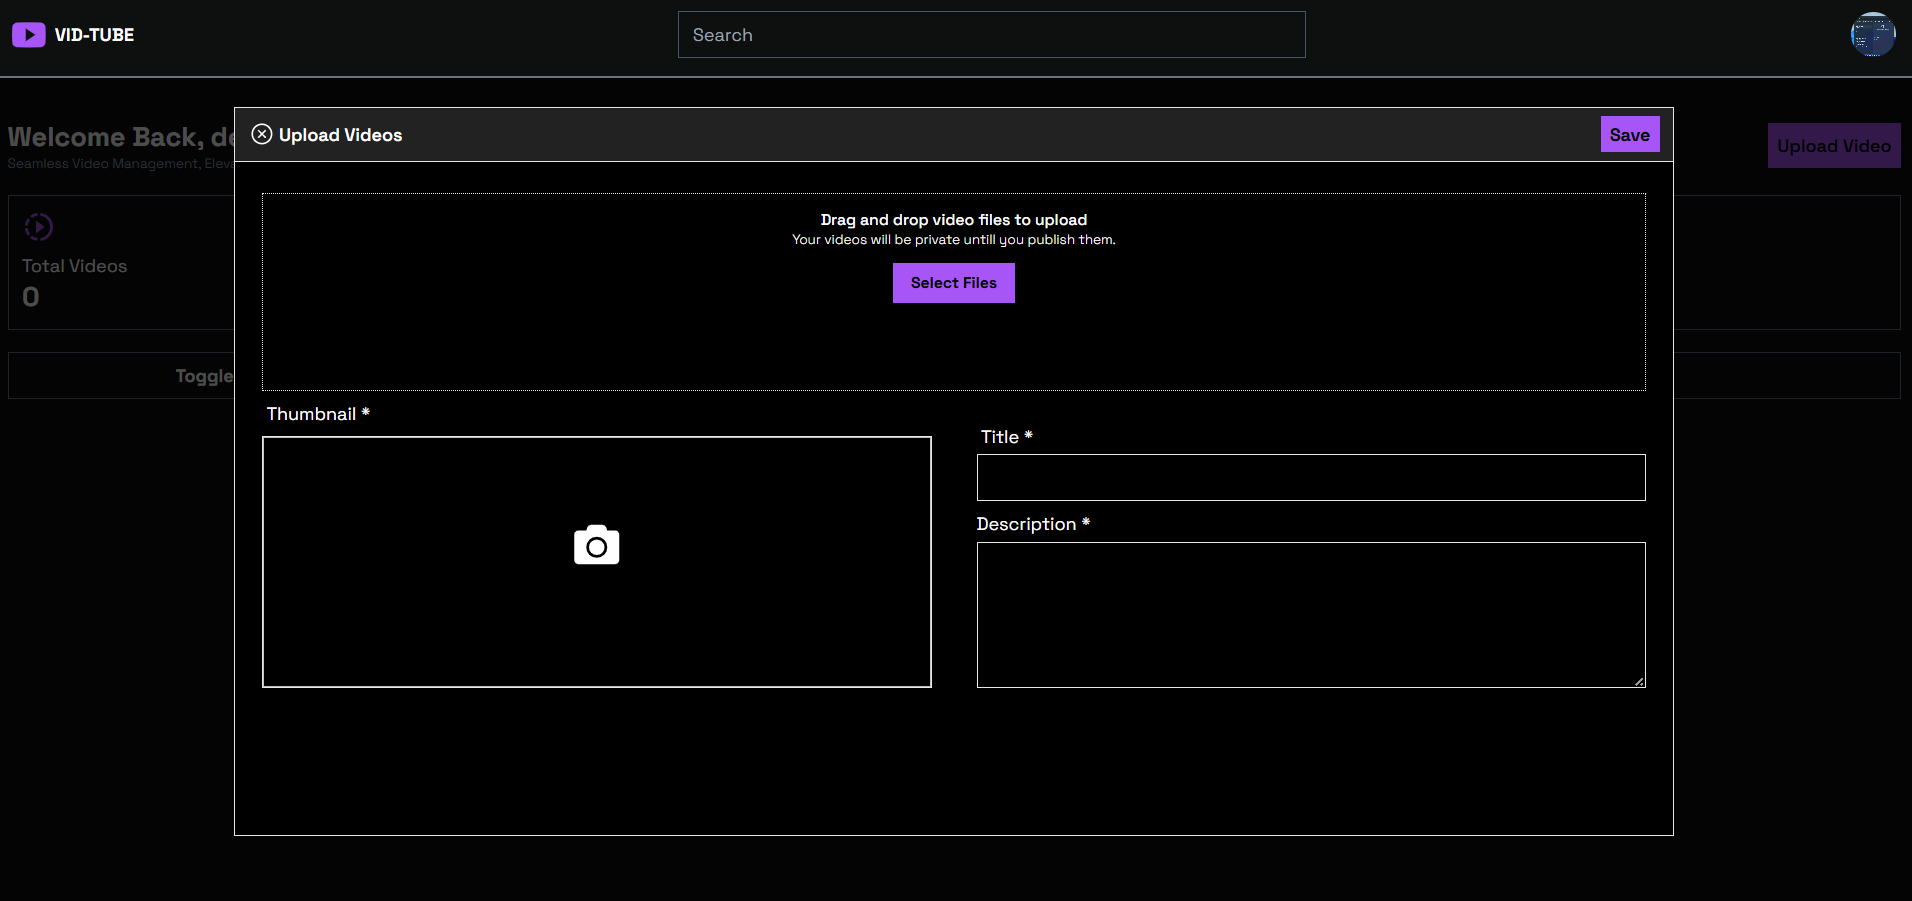 VID-TUBE
Search
Welcome Back, de
Seamless Video Management, Eleva
Upload Video
Upload Videos
Save
Total Videos
0
Toggle
Drag and drop video files to upload
Your videos will be private untill you publish them.
Select Files
Thumbnail *
Title *
Description *